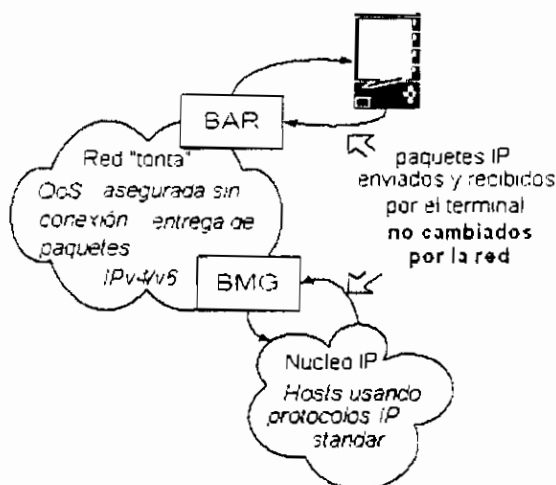 BAR
Red "tonta"
QoS asegurada sin
conexión entrega de
paquetes
IPv4/v6
BMG
paquetes IP
enviados y recibidos
por el terminal
no cambiados
por la red
Nucleo IP
Hosts usando
protocolos IP
standar